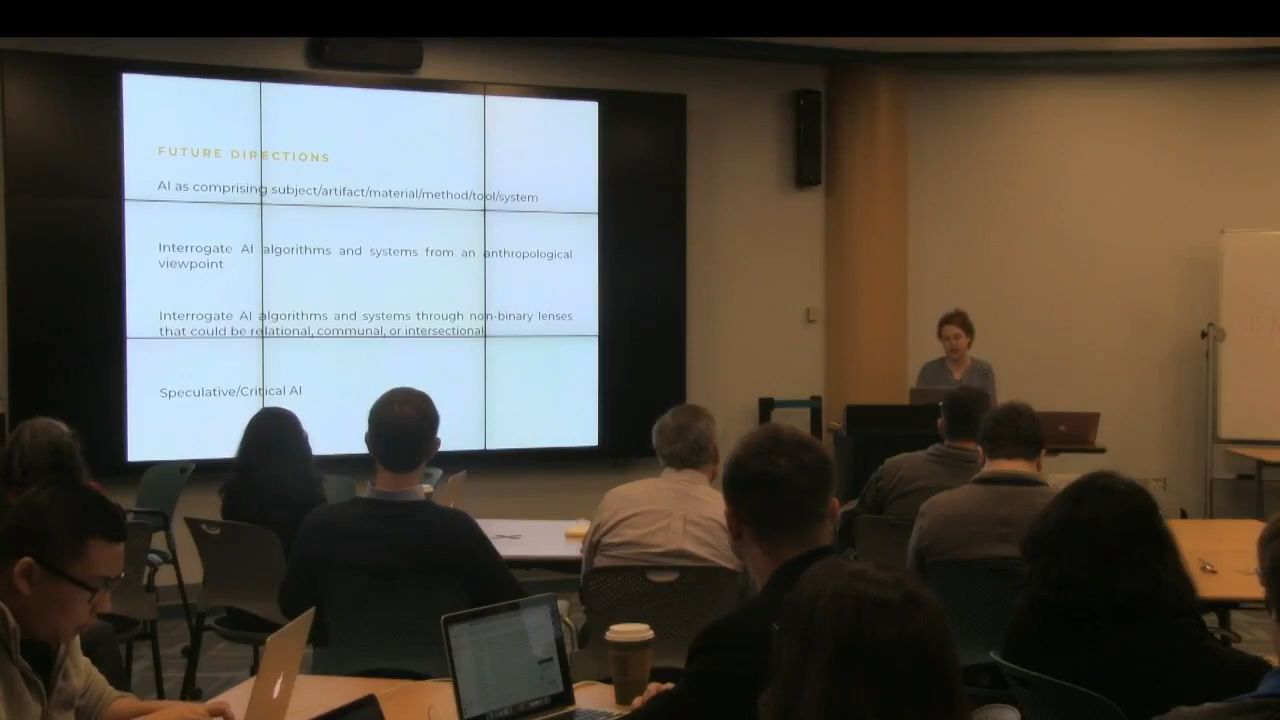 FUTURE DIRECTIONS
AI as comprising subject/artifact/material/method/tool/system
Interrogate AI algorithms and systems from an anthropological
viewpoint
Interrogate AI algorithms and systems through non-binary lenses
that could be relational, communal, or intersectional
Speculative/Critical AI